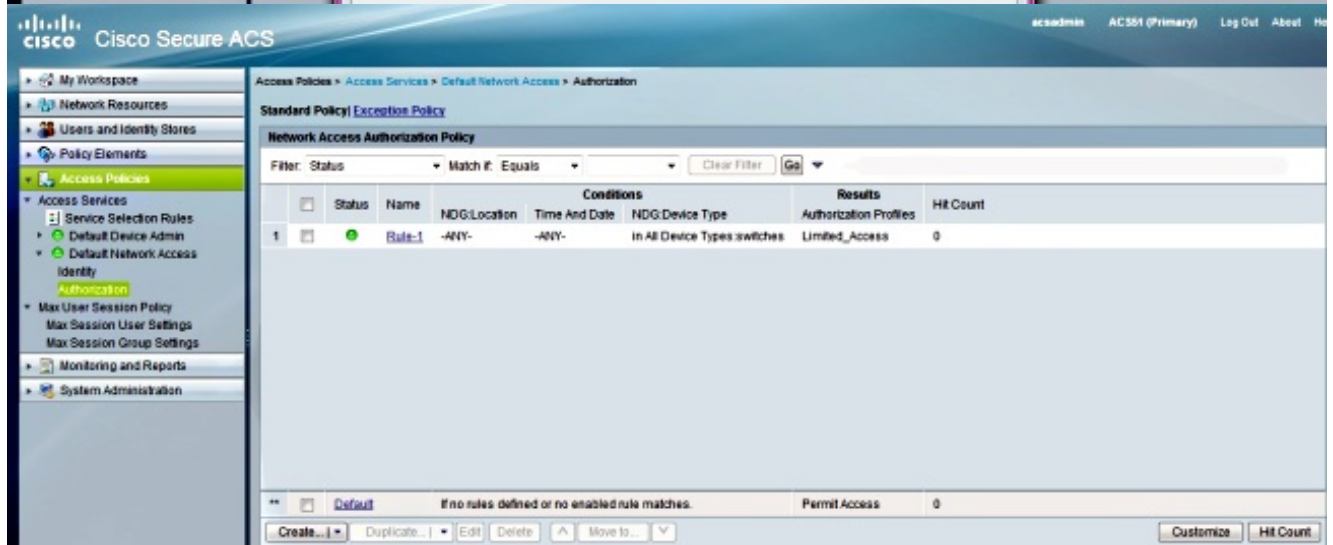 acsadmin ACS51 (Primary) Log Out About
CISCO Cisco Secure ACS
My Workspace
Network Resources
Users and Identity Stores
Policy Elements
Access Policies
Access Services
Service Selection Rules
Default Device Admin
Default Network Access
Identity
Authorization
Max User Session Policy
Max Session User Settings
Max Session Group Settings
Monitoring and Reports
System Administration
Access Policies > Access Services > Default Network Access > Authorization
Standard Policy| Exception Policy
Network Access Authorization Policy
Filter: Status Match if: Equals Clear Filter Go
Status Name Conditions Results Hit Count
NDG:Location Time And Date NDG:Device Type Authorization Profiles
1 Rule-1 -ANY- -ANY- in All Device Types:switches Limited_Access 0
** Default If no rules defined or no enabled rule matches. Permit Access 0
Create... | Duplicate... | Edit Delete ^ Move to... Customize Hit Count